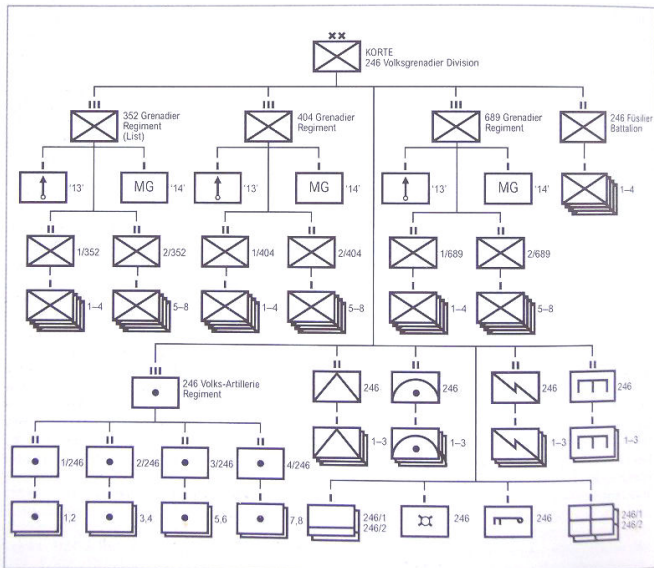 KORTE
246 Volksgrenadier Division
352 Grenadier
Regiment
(List)
404 Grenadier
Regiment
689 Grenadier
Regiment
246 Füsilier
Battalion
'13'
MG
'14'
'13'
MG
'14'
'13'
MG
'14'
1–4
1/352
2/352
1/404
2/404
1/689
2/689
1–4
5–8
1–4
5–8
1–4
5–8
246 Volks-Artillerie
Regiment
246
246
246
246
1–3
1–3
1–3
1–3
1/246
2/246
3/246
4/246
1,2
3,4
5,6
7,8
246/1
246/2
246
246
246/1
246/2